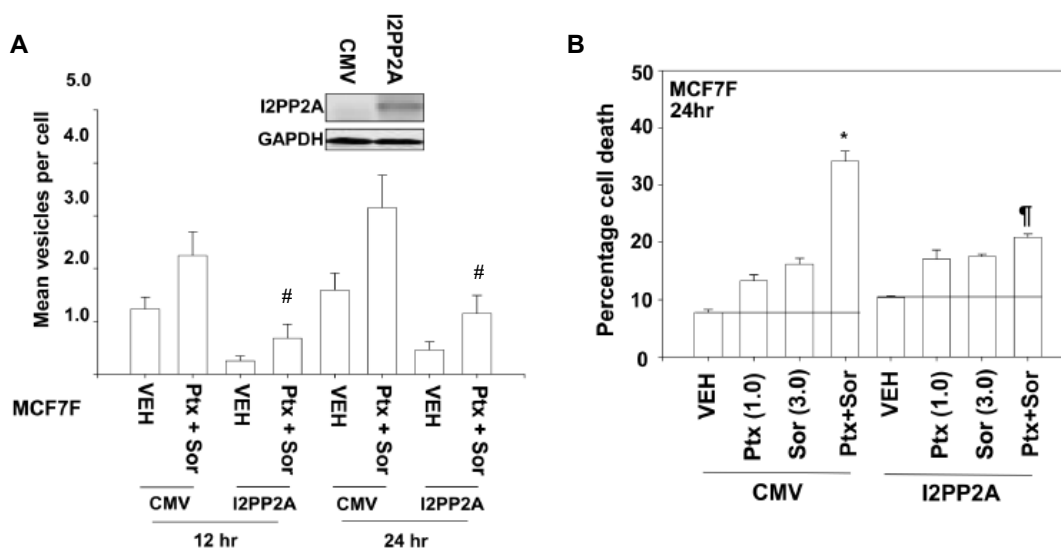 A
5.0
4.0
3.0
2.0
1.0
Mean vesicles per cell
CMV
I2PP2A
I2PP2A
GAPDH
#
#
MCF7F
VEH
Ptx + Sor
VEH
Ptx + Sor
VEH
Ptx + Sor
VEH
Ptx + Sor
CMV
I2PP2A
CMV
I2PP2A
12 hr
24 hr
B
50
40
30
20
10
0
Percentage cell death
MCF7F
24hr
*
¶
VEH
Ptx (1.0)
Sor (3.0)
Ptx+Sor
VEH
Ptx (1.0)
Sor (3.0)
Ptx+Sor
CMV
I2PP2A